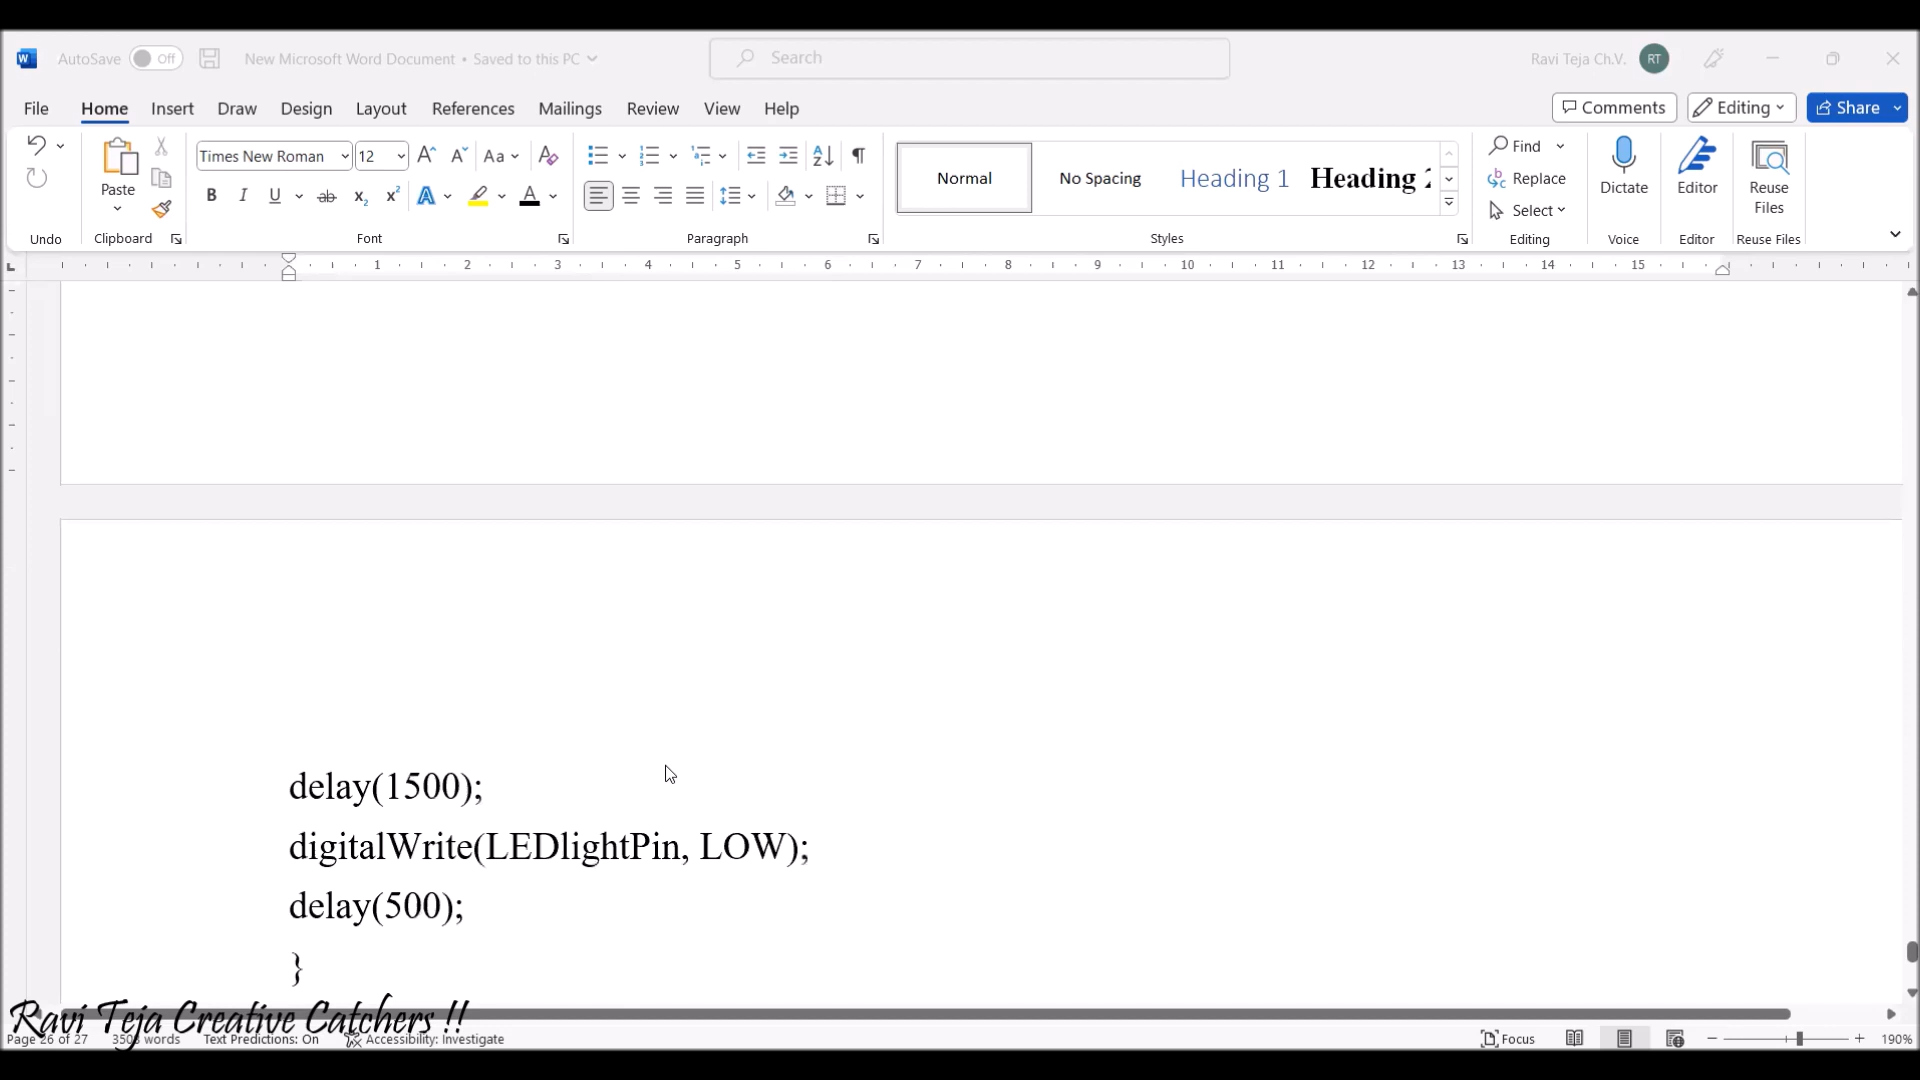 AutoSave Off New Microsoft Word Document • Saved to this PC Search Ravi Teja Ch.V. RT
File Home Insert Draw Design Layout References Mailings Review View Help Comments Editing Share
Times New Roman 12 Normal No Spacing Heading 1 Heading Find
Paste Replace Dictate Editor Reuse Files
Select
Undo Clipboard Font Paragraph Styles Editing Voice Editor Reuse Files
1 2 3 4 5 6 7 8 9 10 11 12 13 14 15
delay(1500);
digitalWrite(LEDlightPin, LOW);
delay(500);
}
Ravi Teja Creative Catchers !!
Page 26 of 27 words Text Predictions: On Accessibility: Investigate Focus 190%